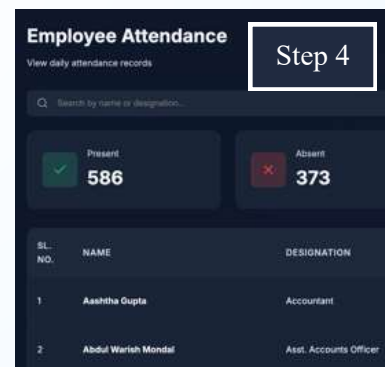 Employee Attendance
Step 4
View daily attendance records
Search by name or designation...
Present
586
Absent
373
SL. NO.
NAME
DESIGNATION
1
Aashtha Gupta
Accountant
2
Abdul Warish Mondal
Asst. Accounts Officer